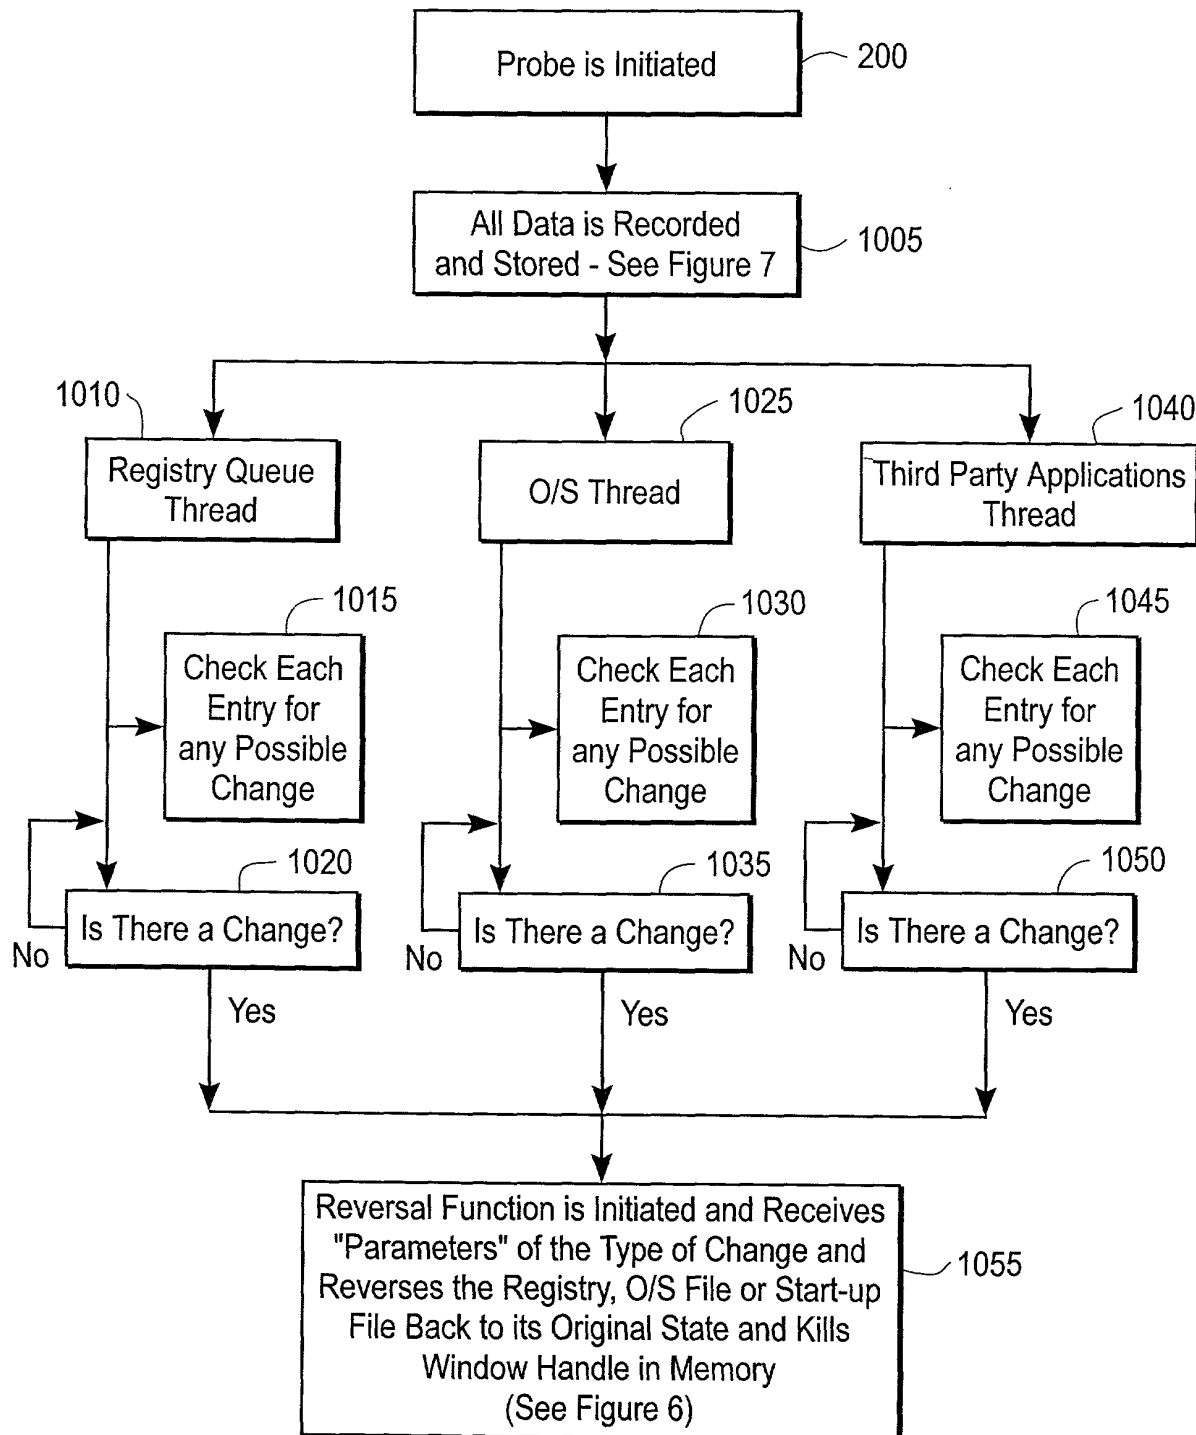 Probe is Initiated
200
All Data is Recorded
and Stored - See Figure 7
1005
1010
Registry Queue
Thread
1025
O/S Thread
1040
Third Party Applications
Thread
1015
Check Each
Entry for
any Possible
Change
1030
Check Each
Entry for
any Possible
Change
1045
Check Each
Entry for
any Possible
Change
1020
Is There a Change?
No
Yes
1035
Is There a Change?
No
Yes
1050
Is There a Change?
No
Yes
Reversal Function is Initiated and Receives
"Parameters" of the Type of Change and
Reverses the Registry, O/S File or Start-up
File Back to its Original State and Kills
Window Handle in Memory
(See Figure 6)
1055